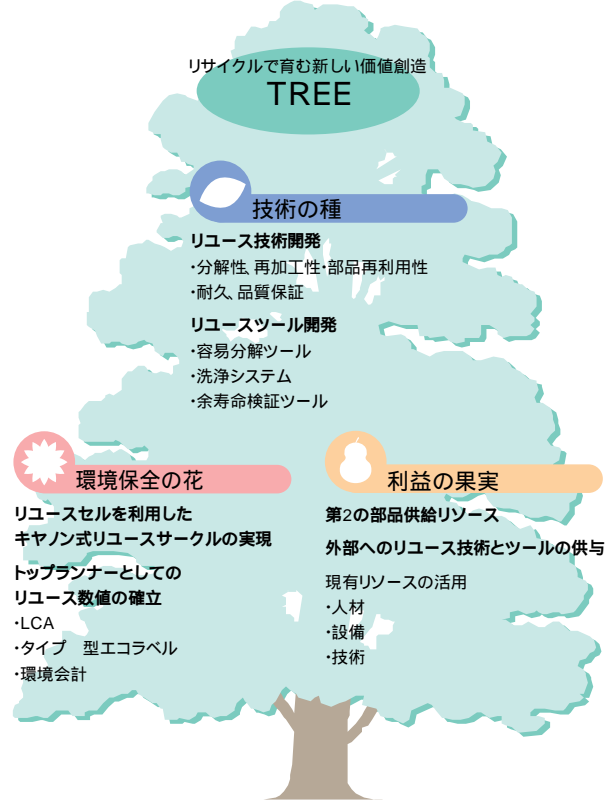 リサイクルで育む新しい価値創造
TREE
技術の種
リユース技術開発
・分解性、再加工性・部品再利用性
・耐久、品質保証
リユースツール開発
・容易分解ツール
・洗浄システム
・余寿命検証ツール
環境保全の花
リユースセルを利用した
キヤノン式リユースサークルの実現
トップランナーとしての
リユース数値の確立
・LCA
・タイプ　型エコラベル
・環境会計
利益の果実
第2の部品供給リソース
外部へのリユース技術とツールの供与
現有リソースの活用
・人材
・設備
・技術